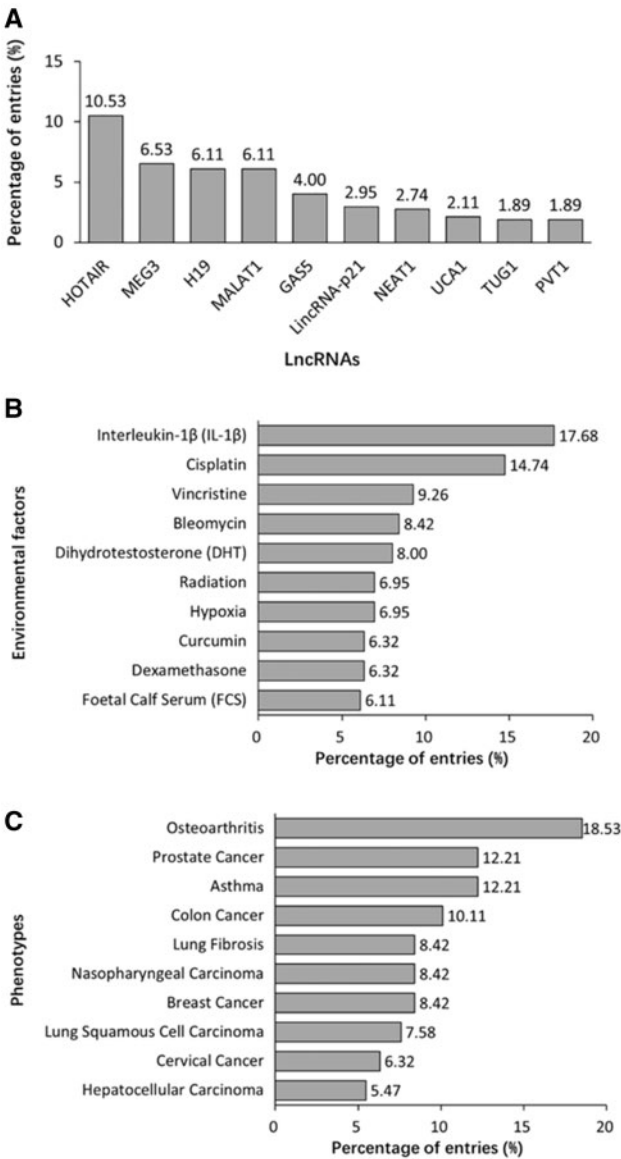 A
Percentage of entries (%)
15
10
5
0
10.53
6.53
6.11
6.11
4.00
2.95
2.74
2.11
1.89
1.89
HOTAIR
MEG3
H19
MALAT1
GAS5
LincRNA-p21
NEAT1
UCA1
TUG1
PVT1
LncRNAs
B
Environmental factors
Interleukin-1β (IL-1β) 17.68
Cisplatin 14.74
Vincristine 9.26
Bleomycin 8.42
Dihydrotestosterone (DHT) 8.00
Radiation 6.95
Hypoxia 6.95
Curcumin 6.32
Dexamethasone 6.32
Foetal Calf Serum (FCS) 6.11
0 5 10 15 20
Percentage of entries (%)
C
Phenotypes
Osteoarthritis 18.53
Prostate Cancer 12.21
Asthma 12.21
Colon Cancer 10.11
Lung Fibrosis 8.42
Nasopharyngeal Carcinoma 8.42
Breast Cancer 8.42
Lung Squamous Cell Carcinoma 7.58
Cervical Cancer 6.32
Hepatocellular Carcinoma 5.47
0 5 10 15 20
Percentage of entries (%)